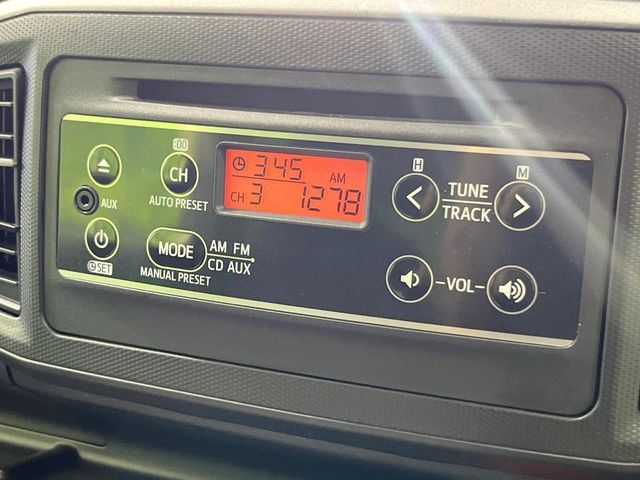 :00
CH
AUTO PRESET
AUX
SET
MODE
MANUAL PRESET
AM FM
CD AUX
3:45
AM
CH 3 1278
H
M
TUNE
TRACK
VOL